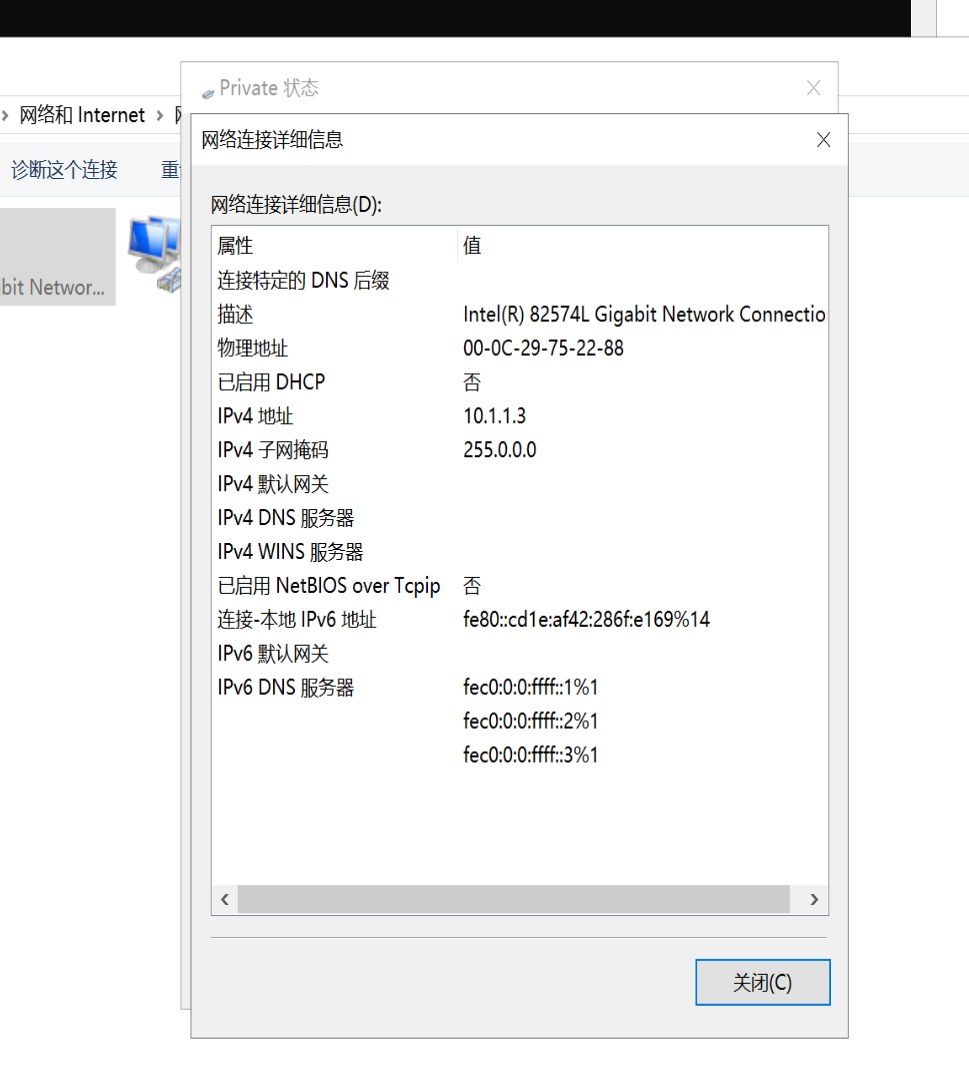 Private 状态
网络和 Internet
诊断这个连接
网络连接详细信息
网络连接详细信息(D):
属性 值
连接特定的 DNS 后缀
描述 Intel(R) 82574L Gigabit Network Connectio
物理地址 00-0C-29-75-22-88
已启用 DHCP 否
IPv4 地址 10.1.1.3
IPv4 子网掩码 255.0.0.0
IPv4 默认网关
IPv4 DNS 服务器
IPv4 WINS 服务器
已启用 NetBIOS over Tcpip 否
连接-本地 IPv6 地址 fe80::cd1e:af42:286f:e169%14
IPv6 默认网关
IPv6 DNS 服务器 fec0:0:0:ffff::1%1
fec0:0:0:ffff::2%1
fec0:0:0:ffff::3%1
bit Networ...
关闭(C)